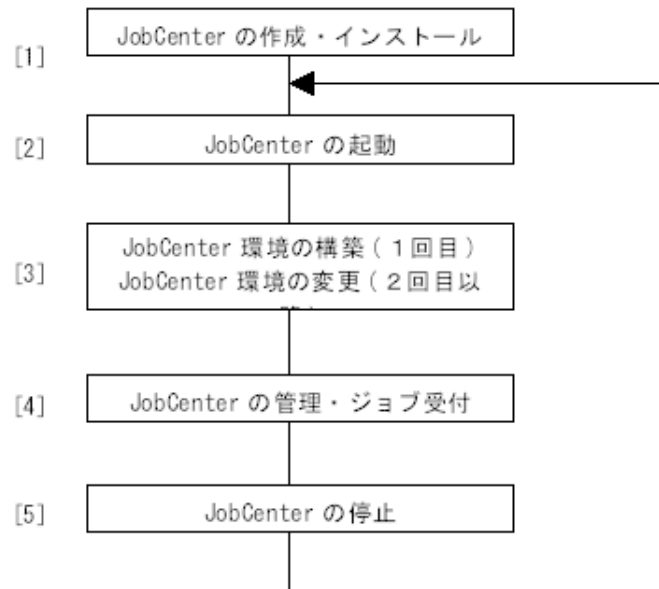 [1]
JobCenter の作成・インストール
[2]
JobCenter の起動
[3]
JobCenter 環境の構築(1回目)
JobCenter 環境の変更(2回目以
[4]
JobCenter の管理・ジョブ受付
[5]
JobCenter の停止